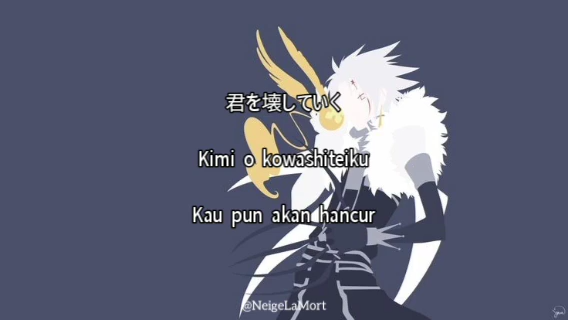 君を壊していく
Kimi o kowashiteiku
Kau pun akan hancur
@NeigeLaMort